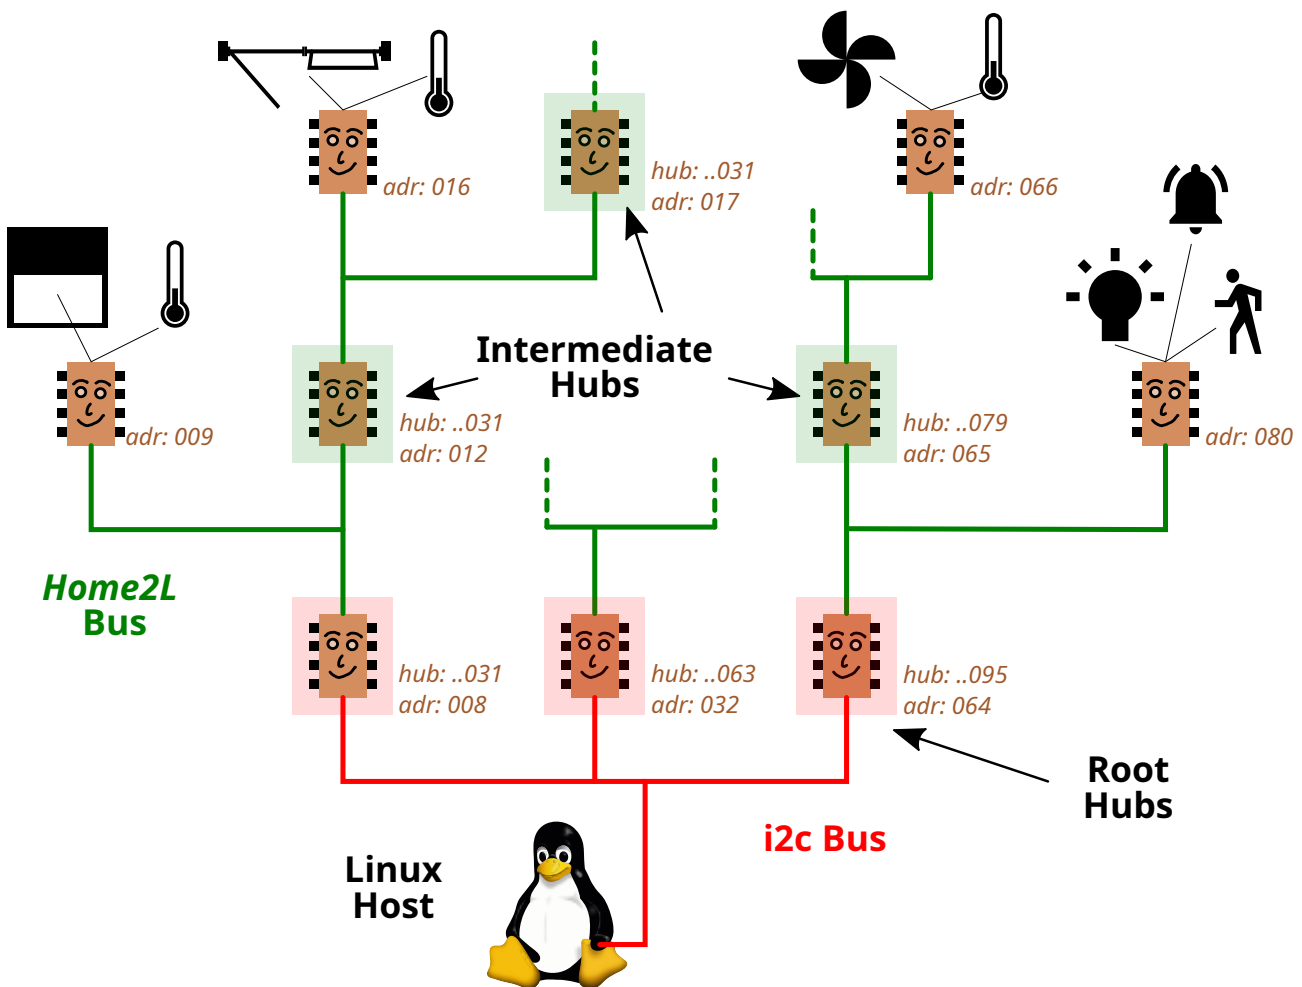 hub: ..031
adr: 017
adr: 016
adr: 066
Intermediate
Hubs
adr: 009
hub: ..031
adr: 012
hub: ..079
adr: 065
adr: 080
Home2L
Bus
hub: ..031
adr: 008
hub: ..063
adr: 032
hub: ..095
adr: 064
Root
Hubs
i2c Bus
Linux
Host